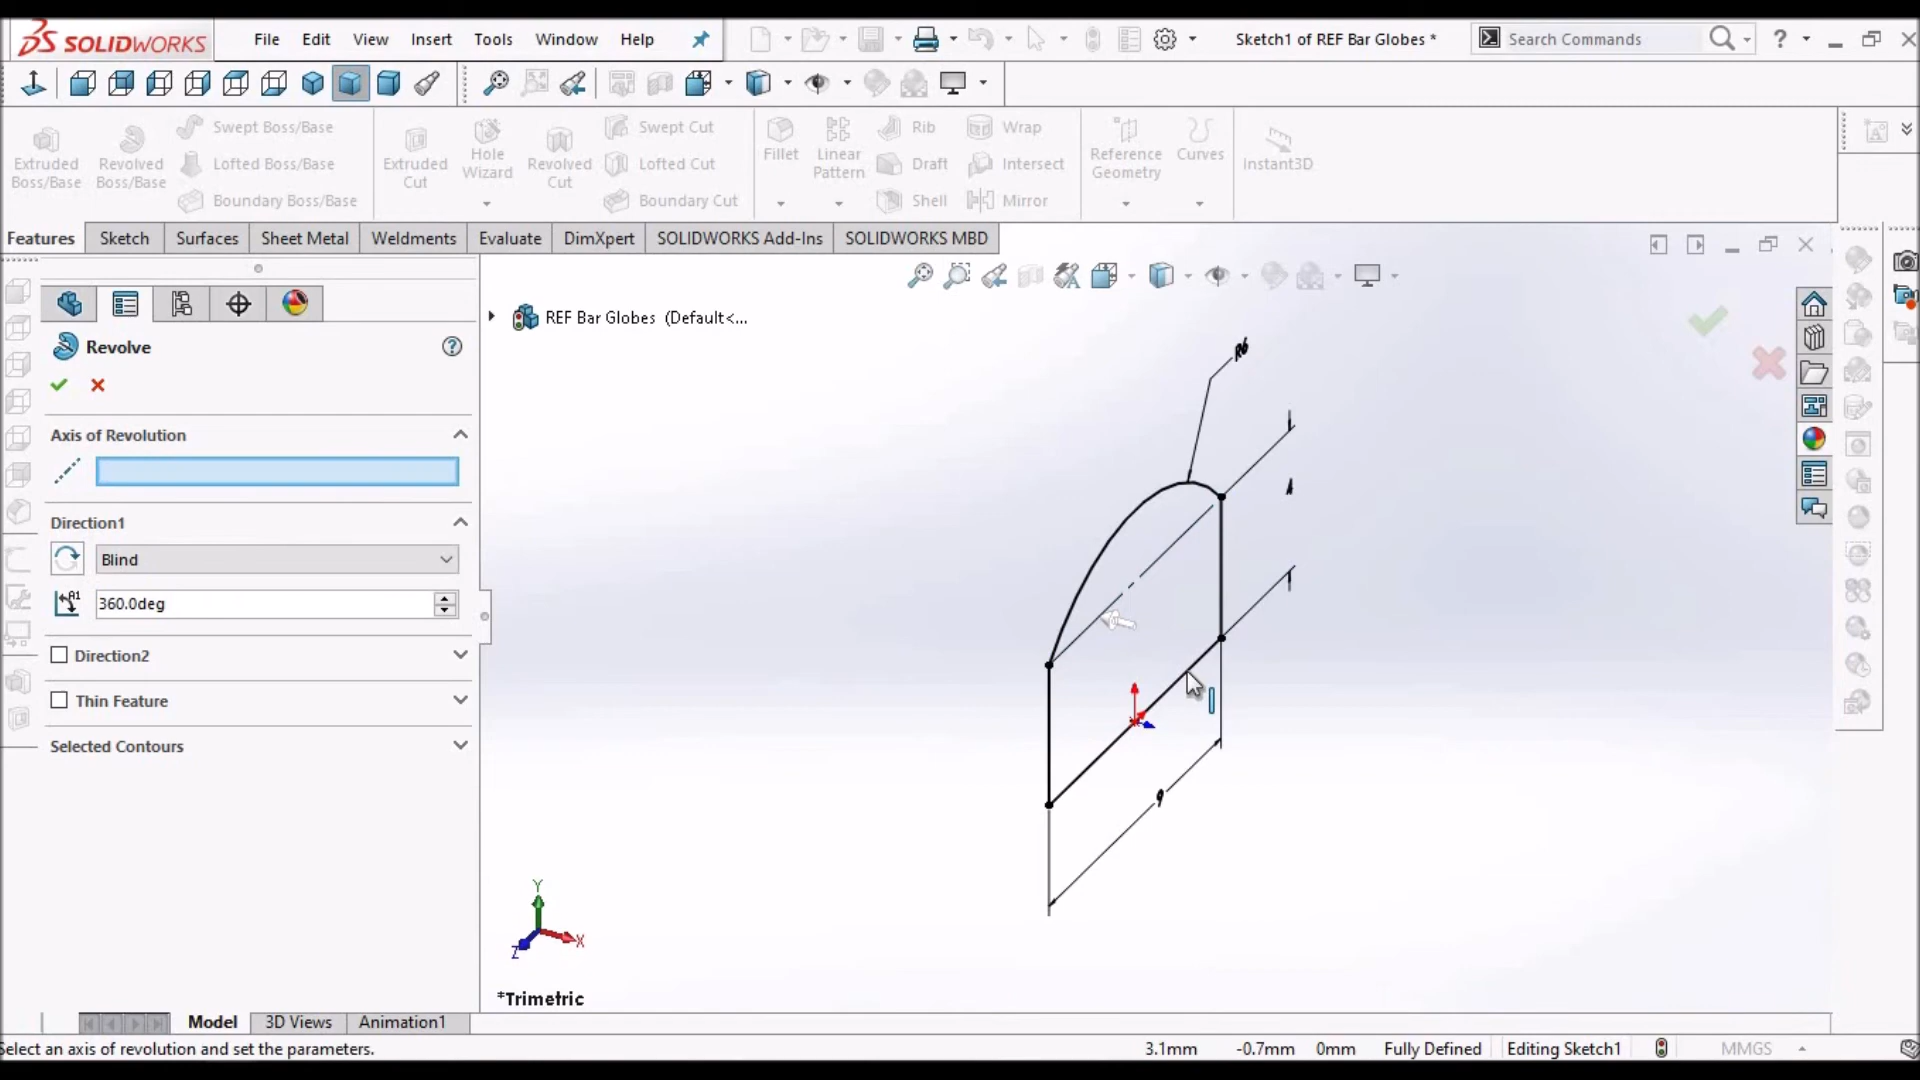 SOLIDWORKS File Edit View Insert Tools Window Help Sketch1 of REF Bar Globes * Search Commands ?
Extruded Boss/Base
Revolved Boss/Base
Swept Boss/Base
Lofted Boss/Base
Boundary Boss/Base
Extruded Cut
Hole Wizard
Revolved Cut
Swept Cut
Lofted Cut
Boundary Cut
Fillet
Linear Pattern
Rib
Draft
Shell
Wrap
Intersect
Mirror
Reference Geometry
Curves
Instant3D
Features Sketch Surfaces Sheet Metal Weldments Evaluate DimXpert SOLIDWORKS Add-Ins SOLIDWORKS MBD
REF Bar Globes (Default<...
Revolve
Axis of Revolution
Direction1
Blind
A1
360.0deg
Direction2
Thin Feature
Selected Contours
R6
9
Y
X
Z
*Trimetric
Model 3D Views Animation1
Select an axis of revolution and set the parameters. 3.1mm -0.7mm 0mm Fully Defined Editing Sketch1 MMGS